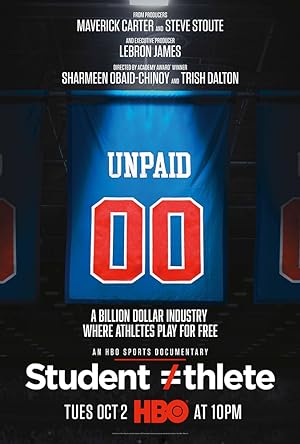 FROM PRODUCERS
MAVERICK CARTER AND STEVE STOUTE
AND EXECUTIVE PRODUCER
LEBRON JAMES
DIRECTED BY ACADEMY AWARD® WINNER
SHARMEEN OBAID-CHINOY AND TRISH DALTON
UNPAID
00
A BILLION DOLLAR INDUSTRY
WHERE ATHLETES PLAY FOR FREE
AN HBO SPORTS DOCUMENTARY
Student ≠thlete
TUES OCT 2 HBO AT 10PM